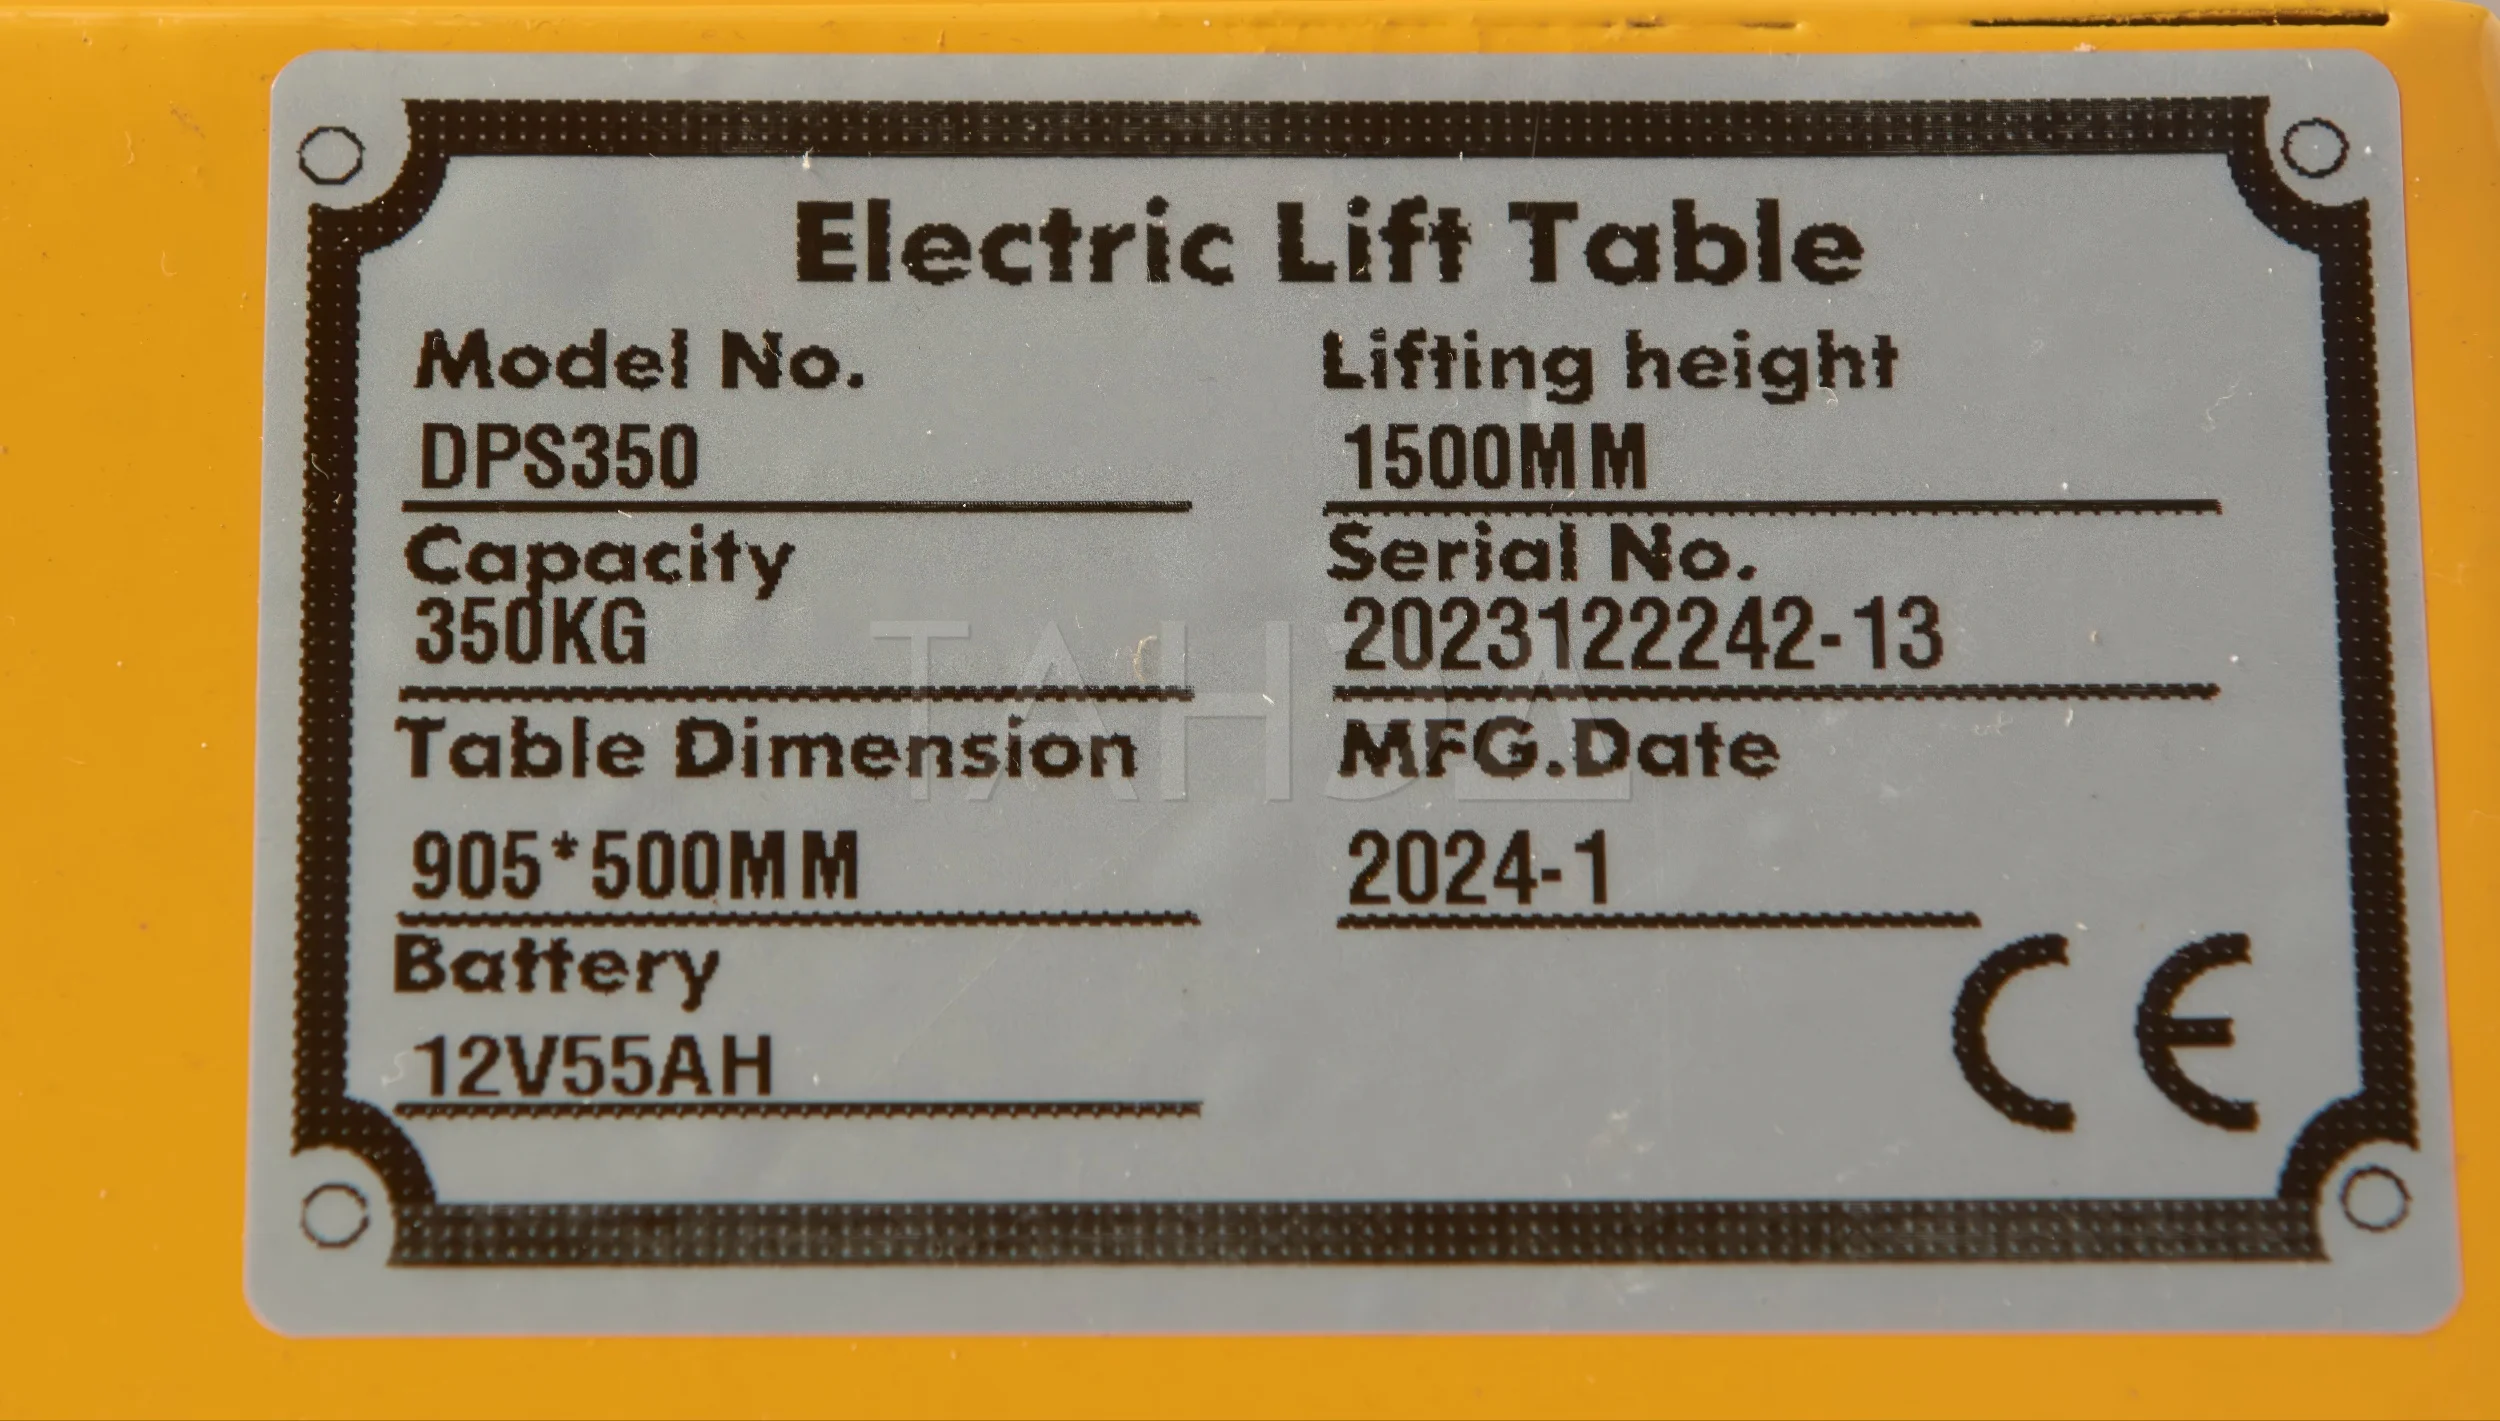 Electric Lift Table
Model No.
DPS350
Capacity
350KG
Table Dimension
905*500MM
Battery
12V55AH
Lifting height
1500MM
Serial No.
2023122242-13
MFG.Date
2024-1
CE
ТАНДЕМ